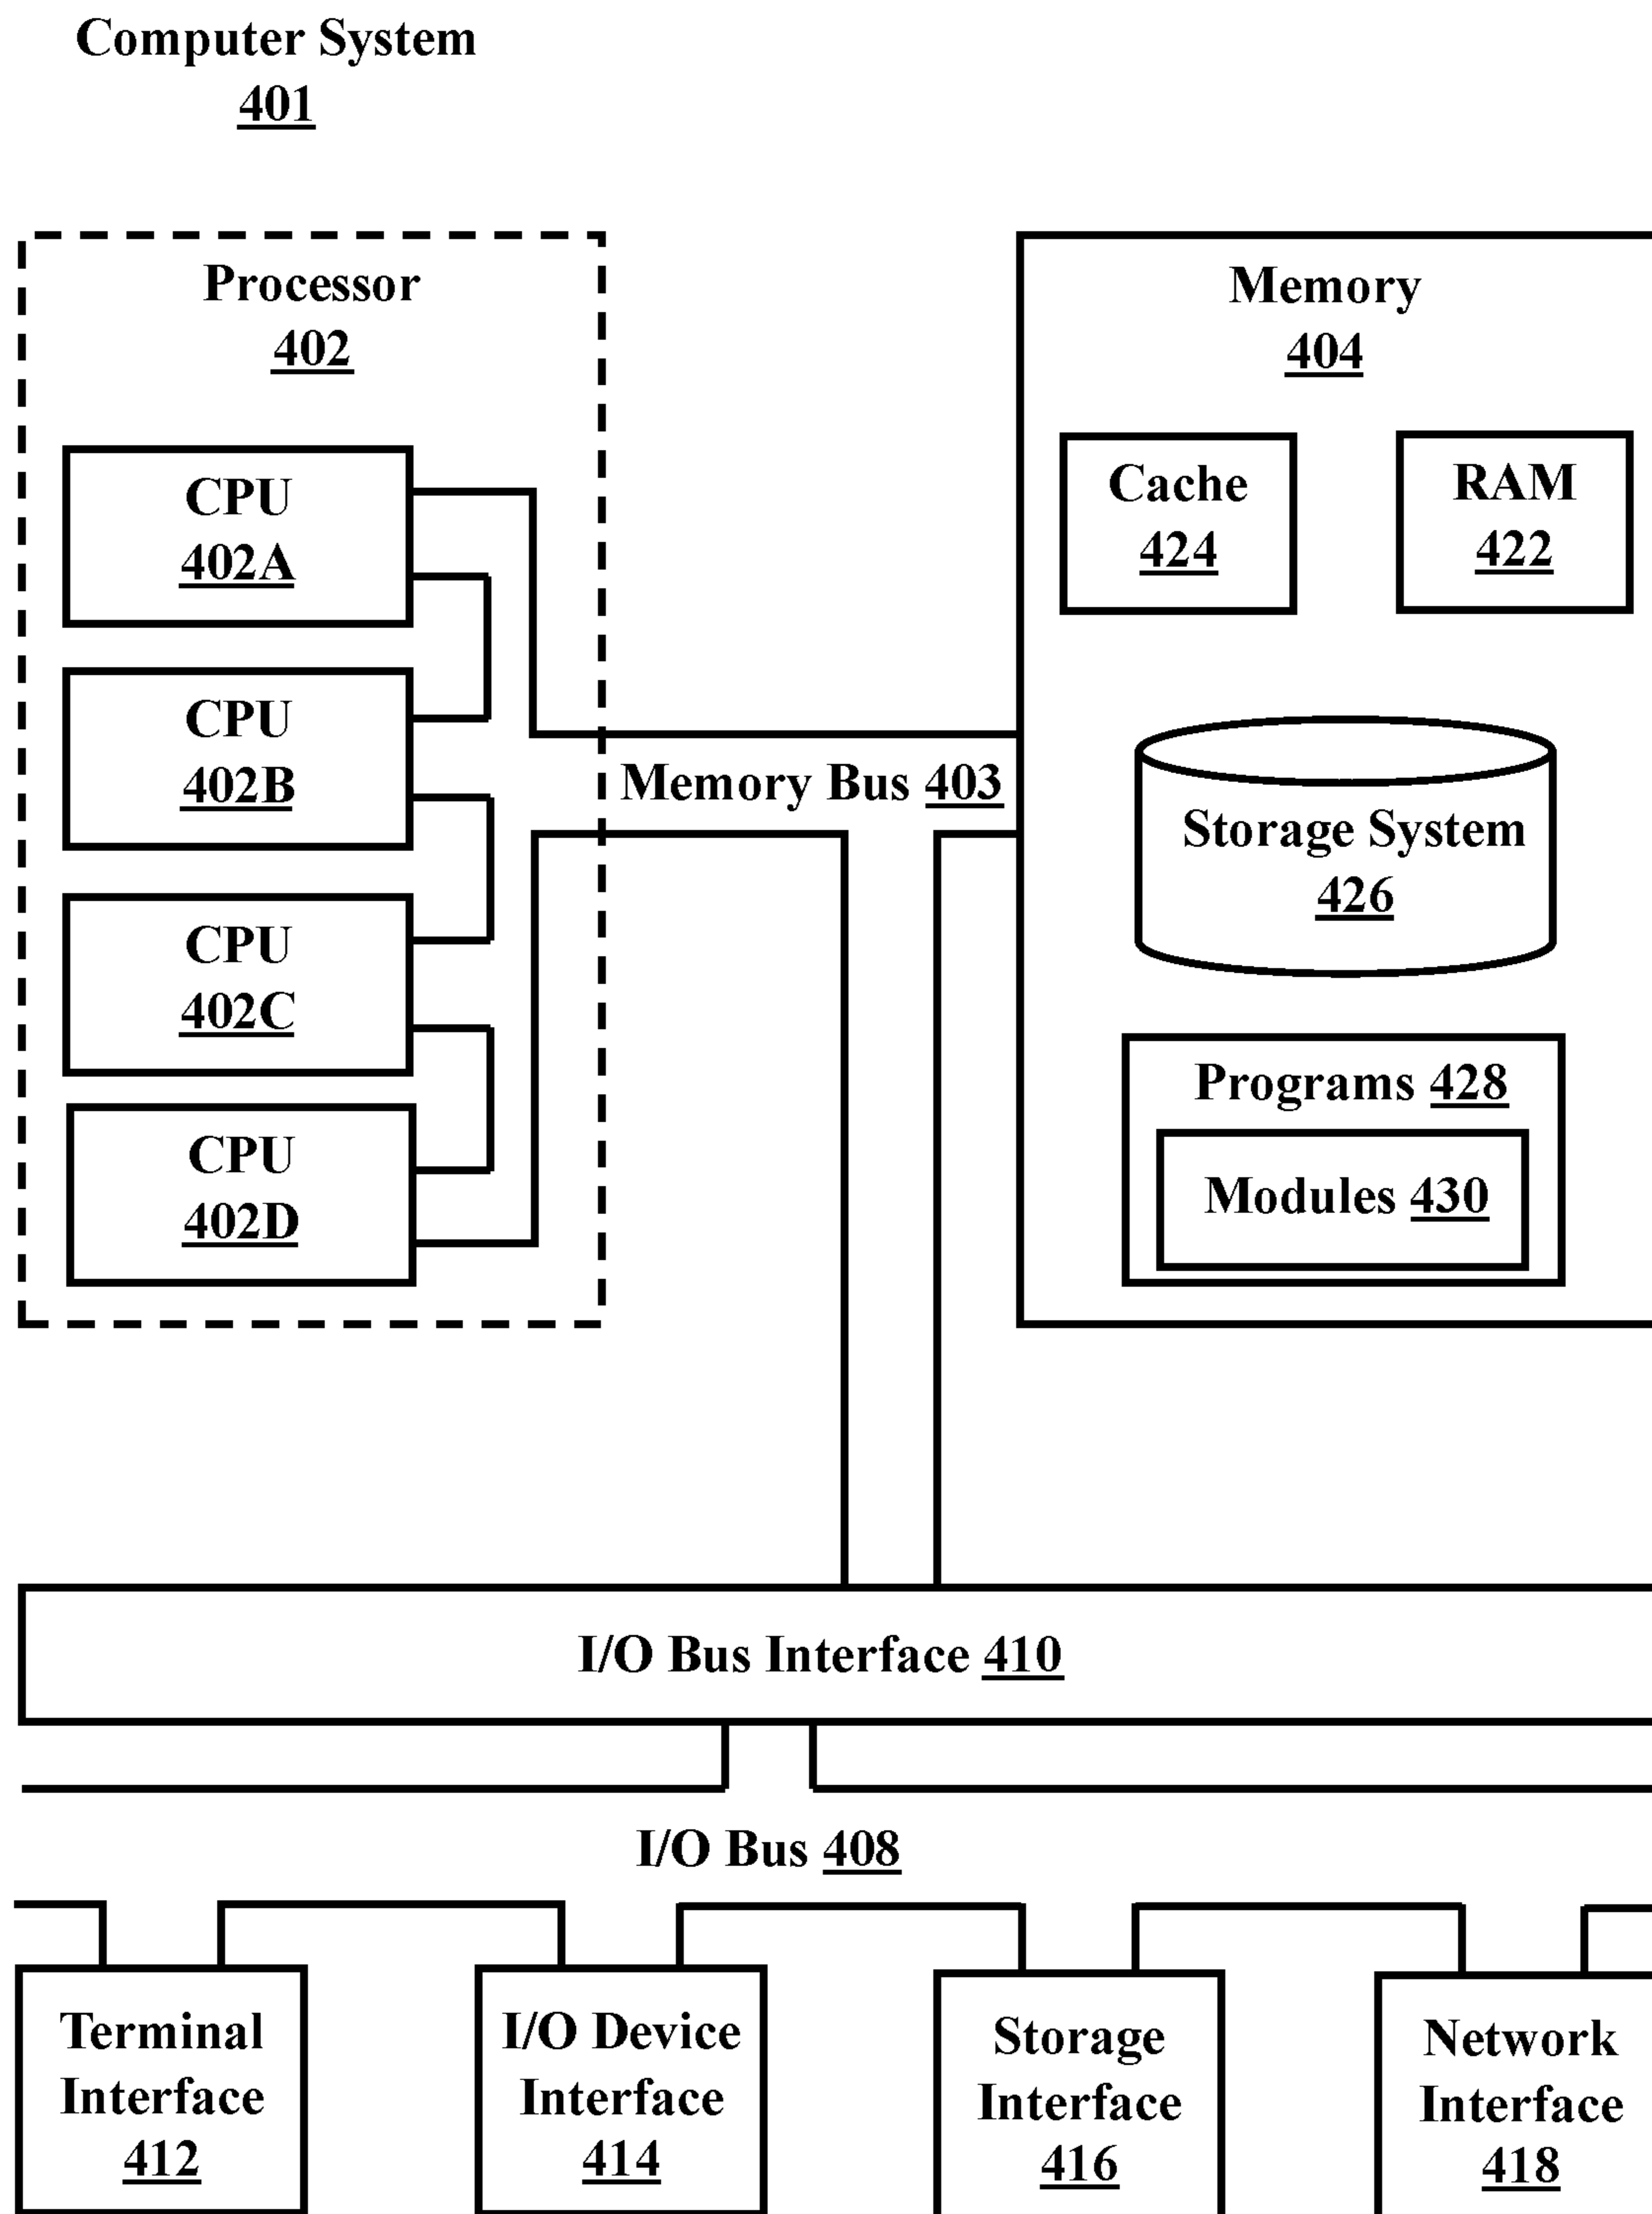 Computer System
401
Processor
402
CPU
402A
CPU
402B
CPU
402C
CPU
402D
Memory Bus 403
Memory
404
Cache
424
RAM
422
Storage System
426
Programs 428
Modules 430
I/O Bus Interface 410
I/O Bus 408
Terminal
Interface
412
I/O Device
Interface
414
Storage
Interface
416
Network
Interface
418